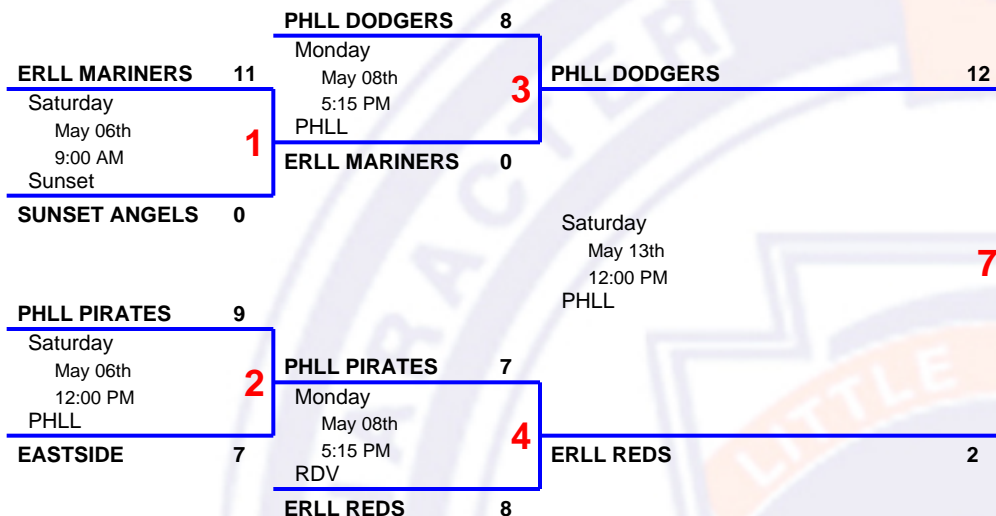 PHLL DODGERS 8
Monday
May 08th
5:15 PM
PHLL
3
ERLL MARINERS 0
ERLL MARINERS 11
Saturday
May 06th
9:00 AM
Sunset
1
SUNSET ANGELS 0
PHLL DODGERS 12
Saturday
May 13th
12:00 PM
PHLL
7
PHLL PIRATES 9
Saturday
May 06th
12:00 PM
PHLL
2
EASTSIDE 7
PHLL PIRATES 7
Monday
May 08th
5:15 PM
RDV
4
ERLL REDS 8
ERLL REDS 2
LITTLE